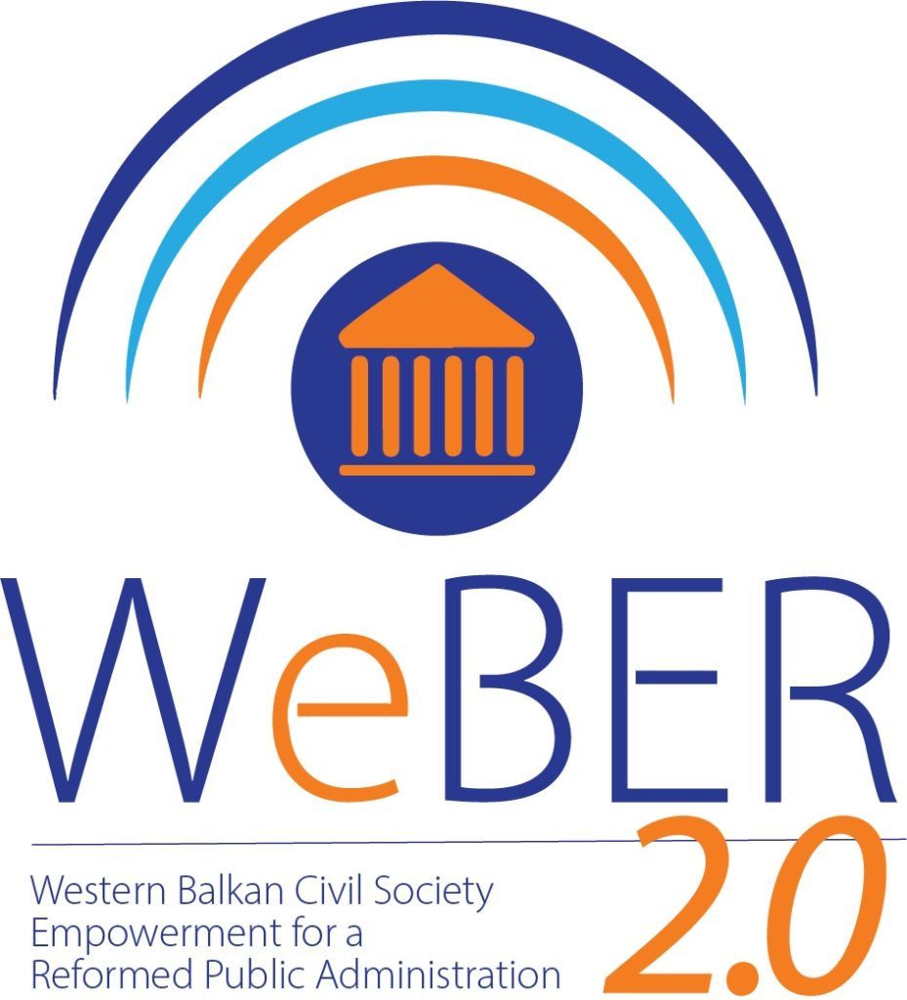 WeBER
2.0
Western Balkan Civil Society
Empowerment for a
Reformed Public Administration